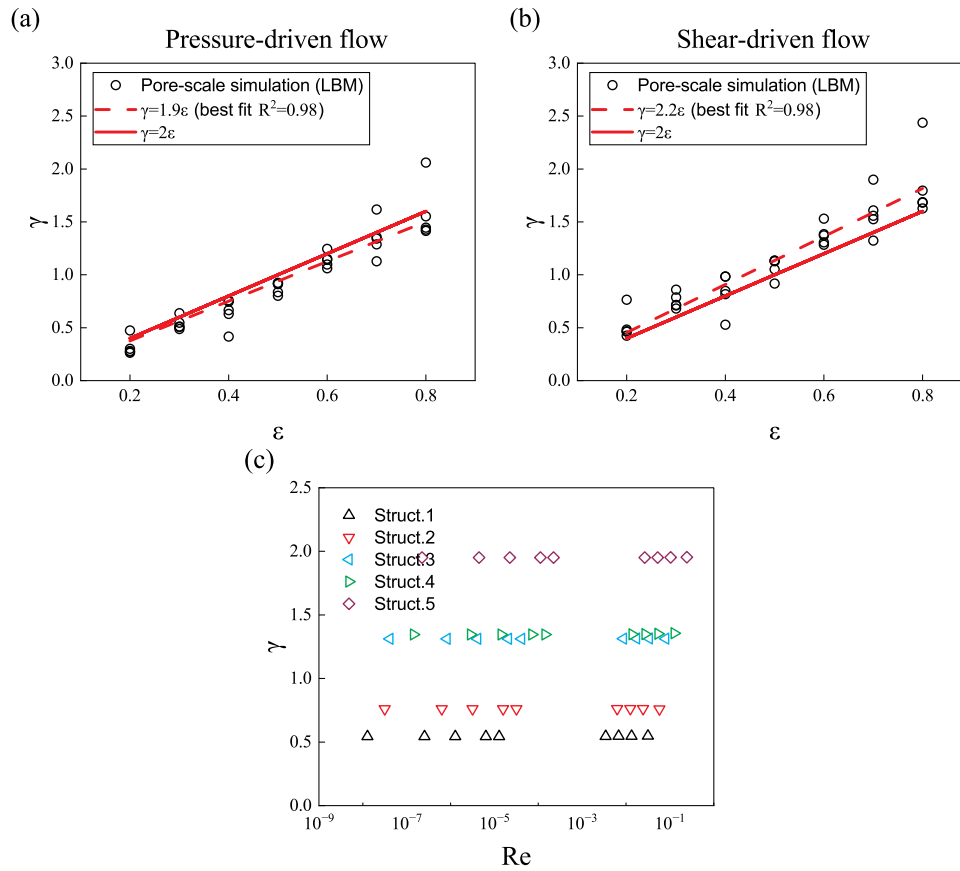 (a)
Pressure-driven flow
3.0
2.5
2.0
1.5
1.0
0.5
0.0
γ
Pore-scale simulation (LBM)
γ=1.9ε (best fit R²=0.98)
γ=2ε
0.2
0.4
0.6
0.8
ε
(b)
Shear-driven flow
3.0
2.5
2.0
1.5
1.0
0.5
0.0
γ
Pore-scale simulation (LBM)
γ=2.2ε (best fit R²=0.98)
γ=2ε
0.2
0.4
0.6
0.8
ε
(c)
2.5
2.0
1.5
1.0
0.5
0.0
γ
Struct.1
Struct.2
Struct.3
Struct.4
Struct.5
10⁻⁹
10⁻⁷
10⁻⁵
10⁻³
10⁻¹
Re